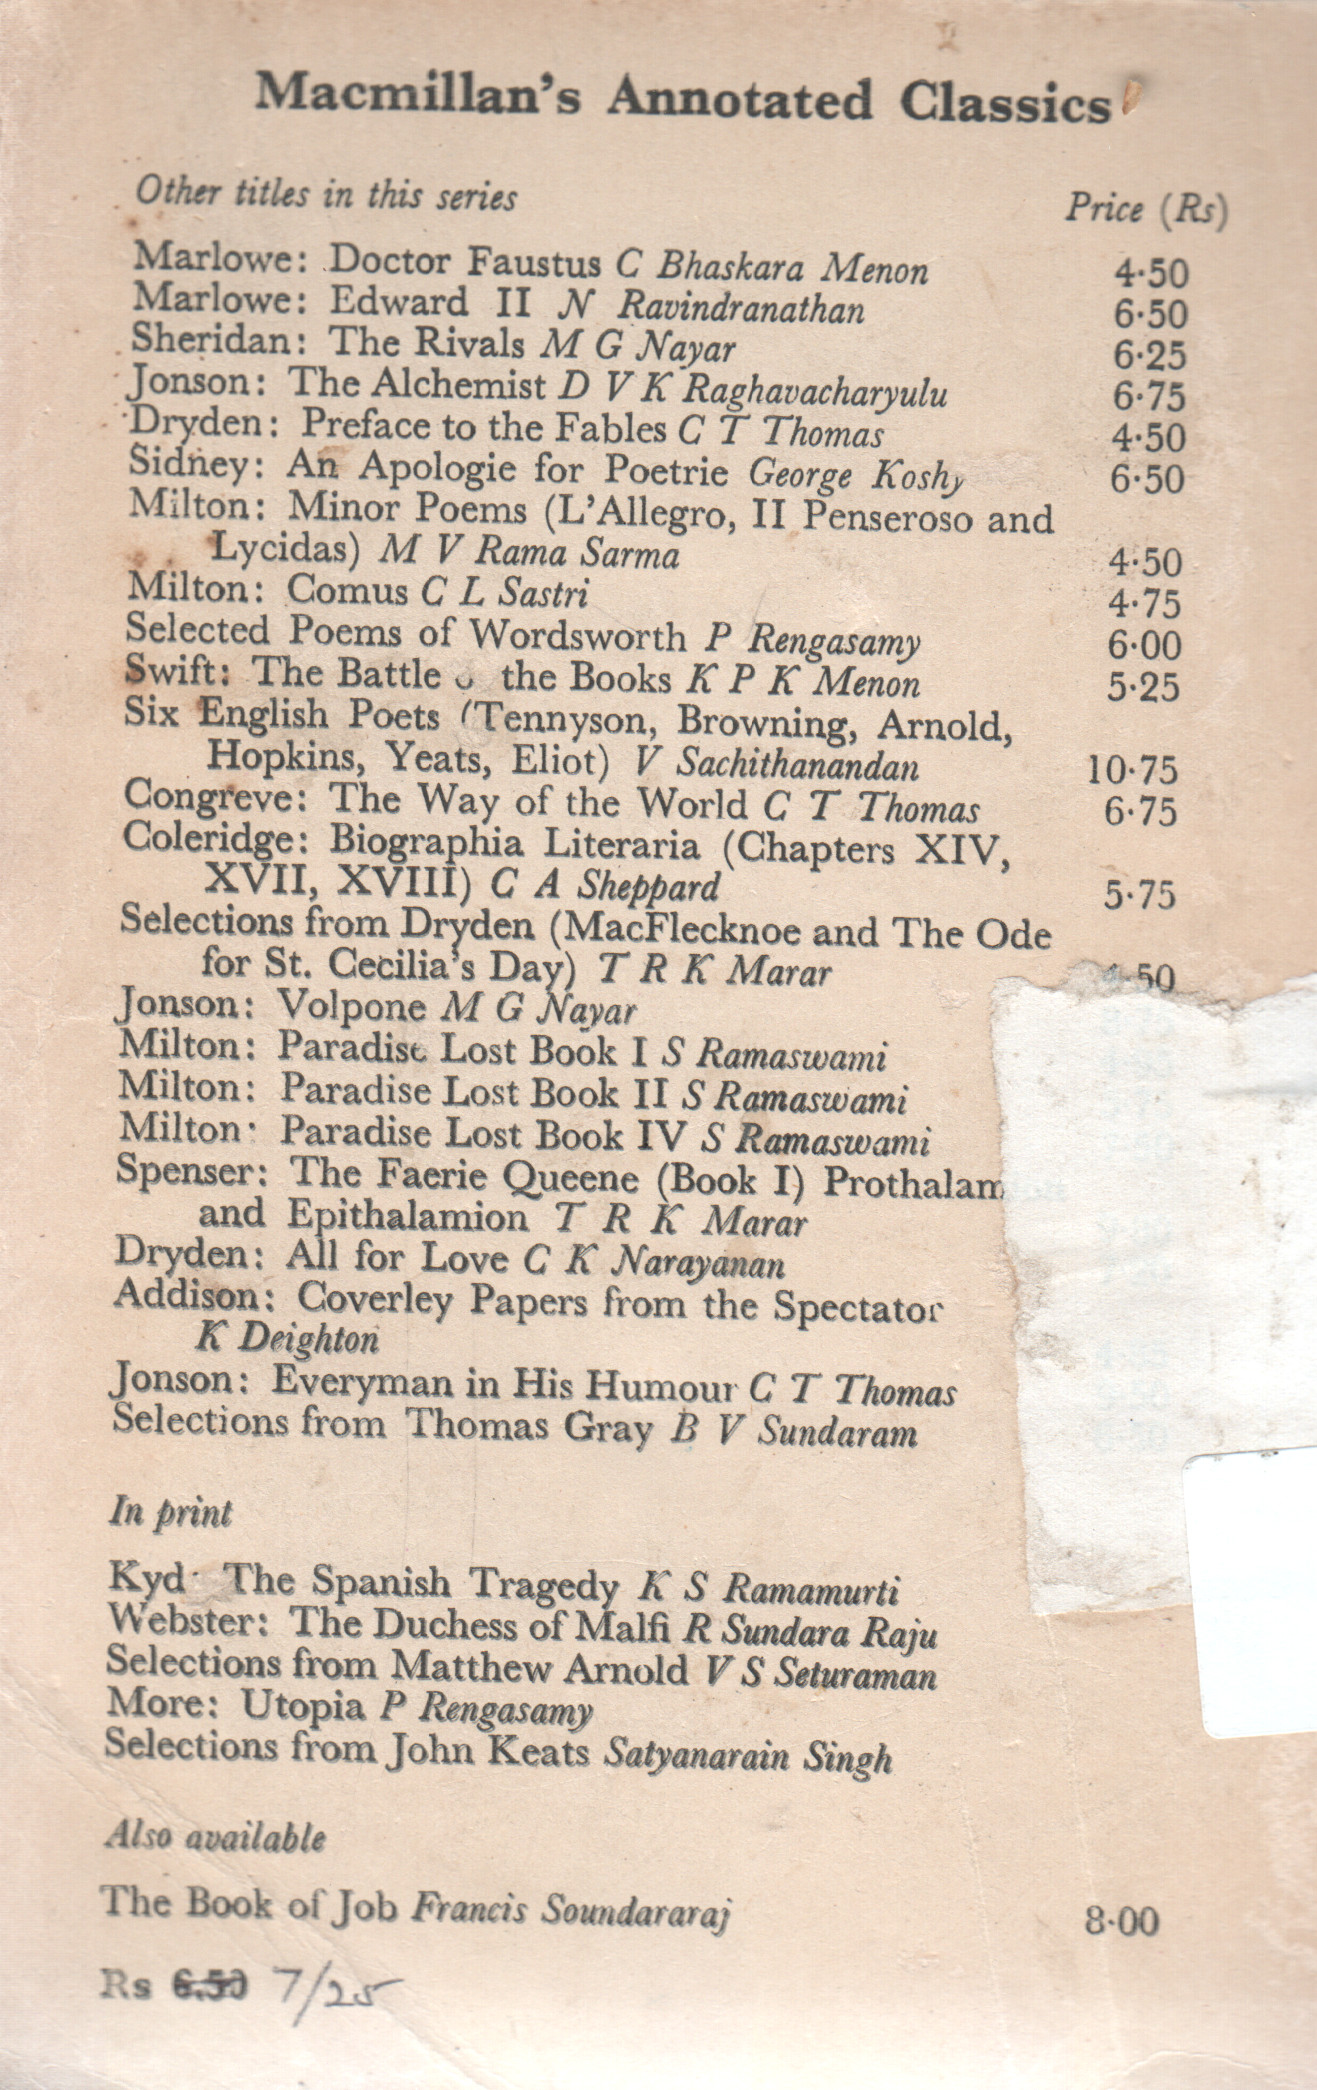 Macmillan's Annotated Classics
Other titles in this series Price (Rs)
Marlowe: Doctor Faustus C Bhaskara Menon 4·50
Marlowe: Edward II N Ravindranathan 6·50
Sheridan: The Rivals M G Nayar 6·25
Jonson: The Alchemist D V K Raghavacharyulu 6·75
Dryden: Preface to the Fables C T Thomas 4·50
Sidney: An Apologie for Poetrie George Koshy 6·50
Milton: Minor Poems (L'Allegro, II Penseroso and
Lycidas) M V Rama Sarma 4·50
Milton: Comus C L Sastri 4·75
Selected Poems of Wordsworth P Rengasamy 6·00
Swift: The Battle the Books K P K Menon 5·25
Six English Poets (Tennyson, Browning, Arnold,
Hopkins, Yeats, Eliot) V Sachithanandan 10·75
Congreve: The Way of the World C T Thomas 6·75
Coleridge: Biographia Literaria (Chapters XIV,
XVII, XVIII) C A Sheppard 5·75
Selections from Dryden (MacFlecknoe and The Ode
for St. Cecilia's Day) T R K Marar
Jonson: Volpone M G Nayar
Milton: Paradise Lost Book I S Ramaswami
Milton: Paradise Lost Book II S Ramaswami
Milton: Paradise Lost Book IV S Ramaswami
Spenser: The Faerie Queene (Book I) Prothalam
and Epithalamion T R K Marar
Dryden: All for Love C K Narayanan
Addison: Coverley Papers from the Spectator
K Deighton
Jonson: Everyman in His Humour C T Thomas
Selections from Thomas Gray B V Sundaram
In print
Kyd: The Spanish Tragedy K S Ramamurti
Webster: The Duchess of Malfi R Sundara Raju
Selections from Matthew Arnold V S Seturaman
More: Utopia P Rengasamy
Selections from John Keats Satyanarain Singh
Also available
The Book of Job Francis Soundararaj 8·00
Rs 6.50 7/25